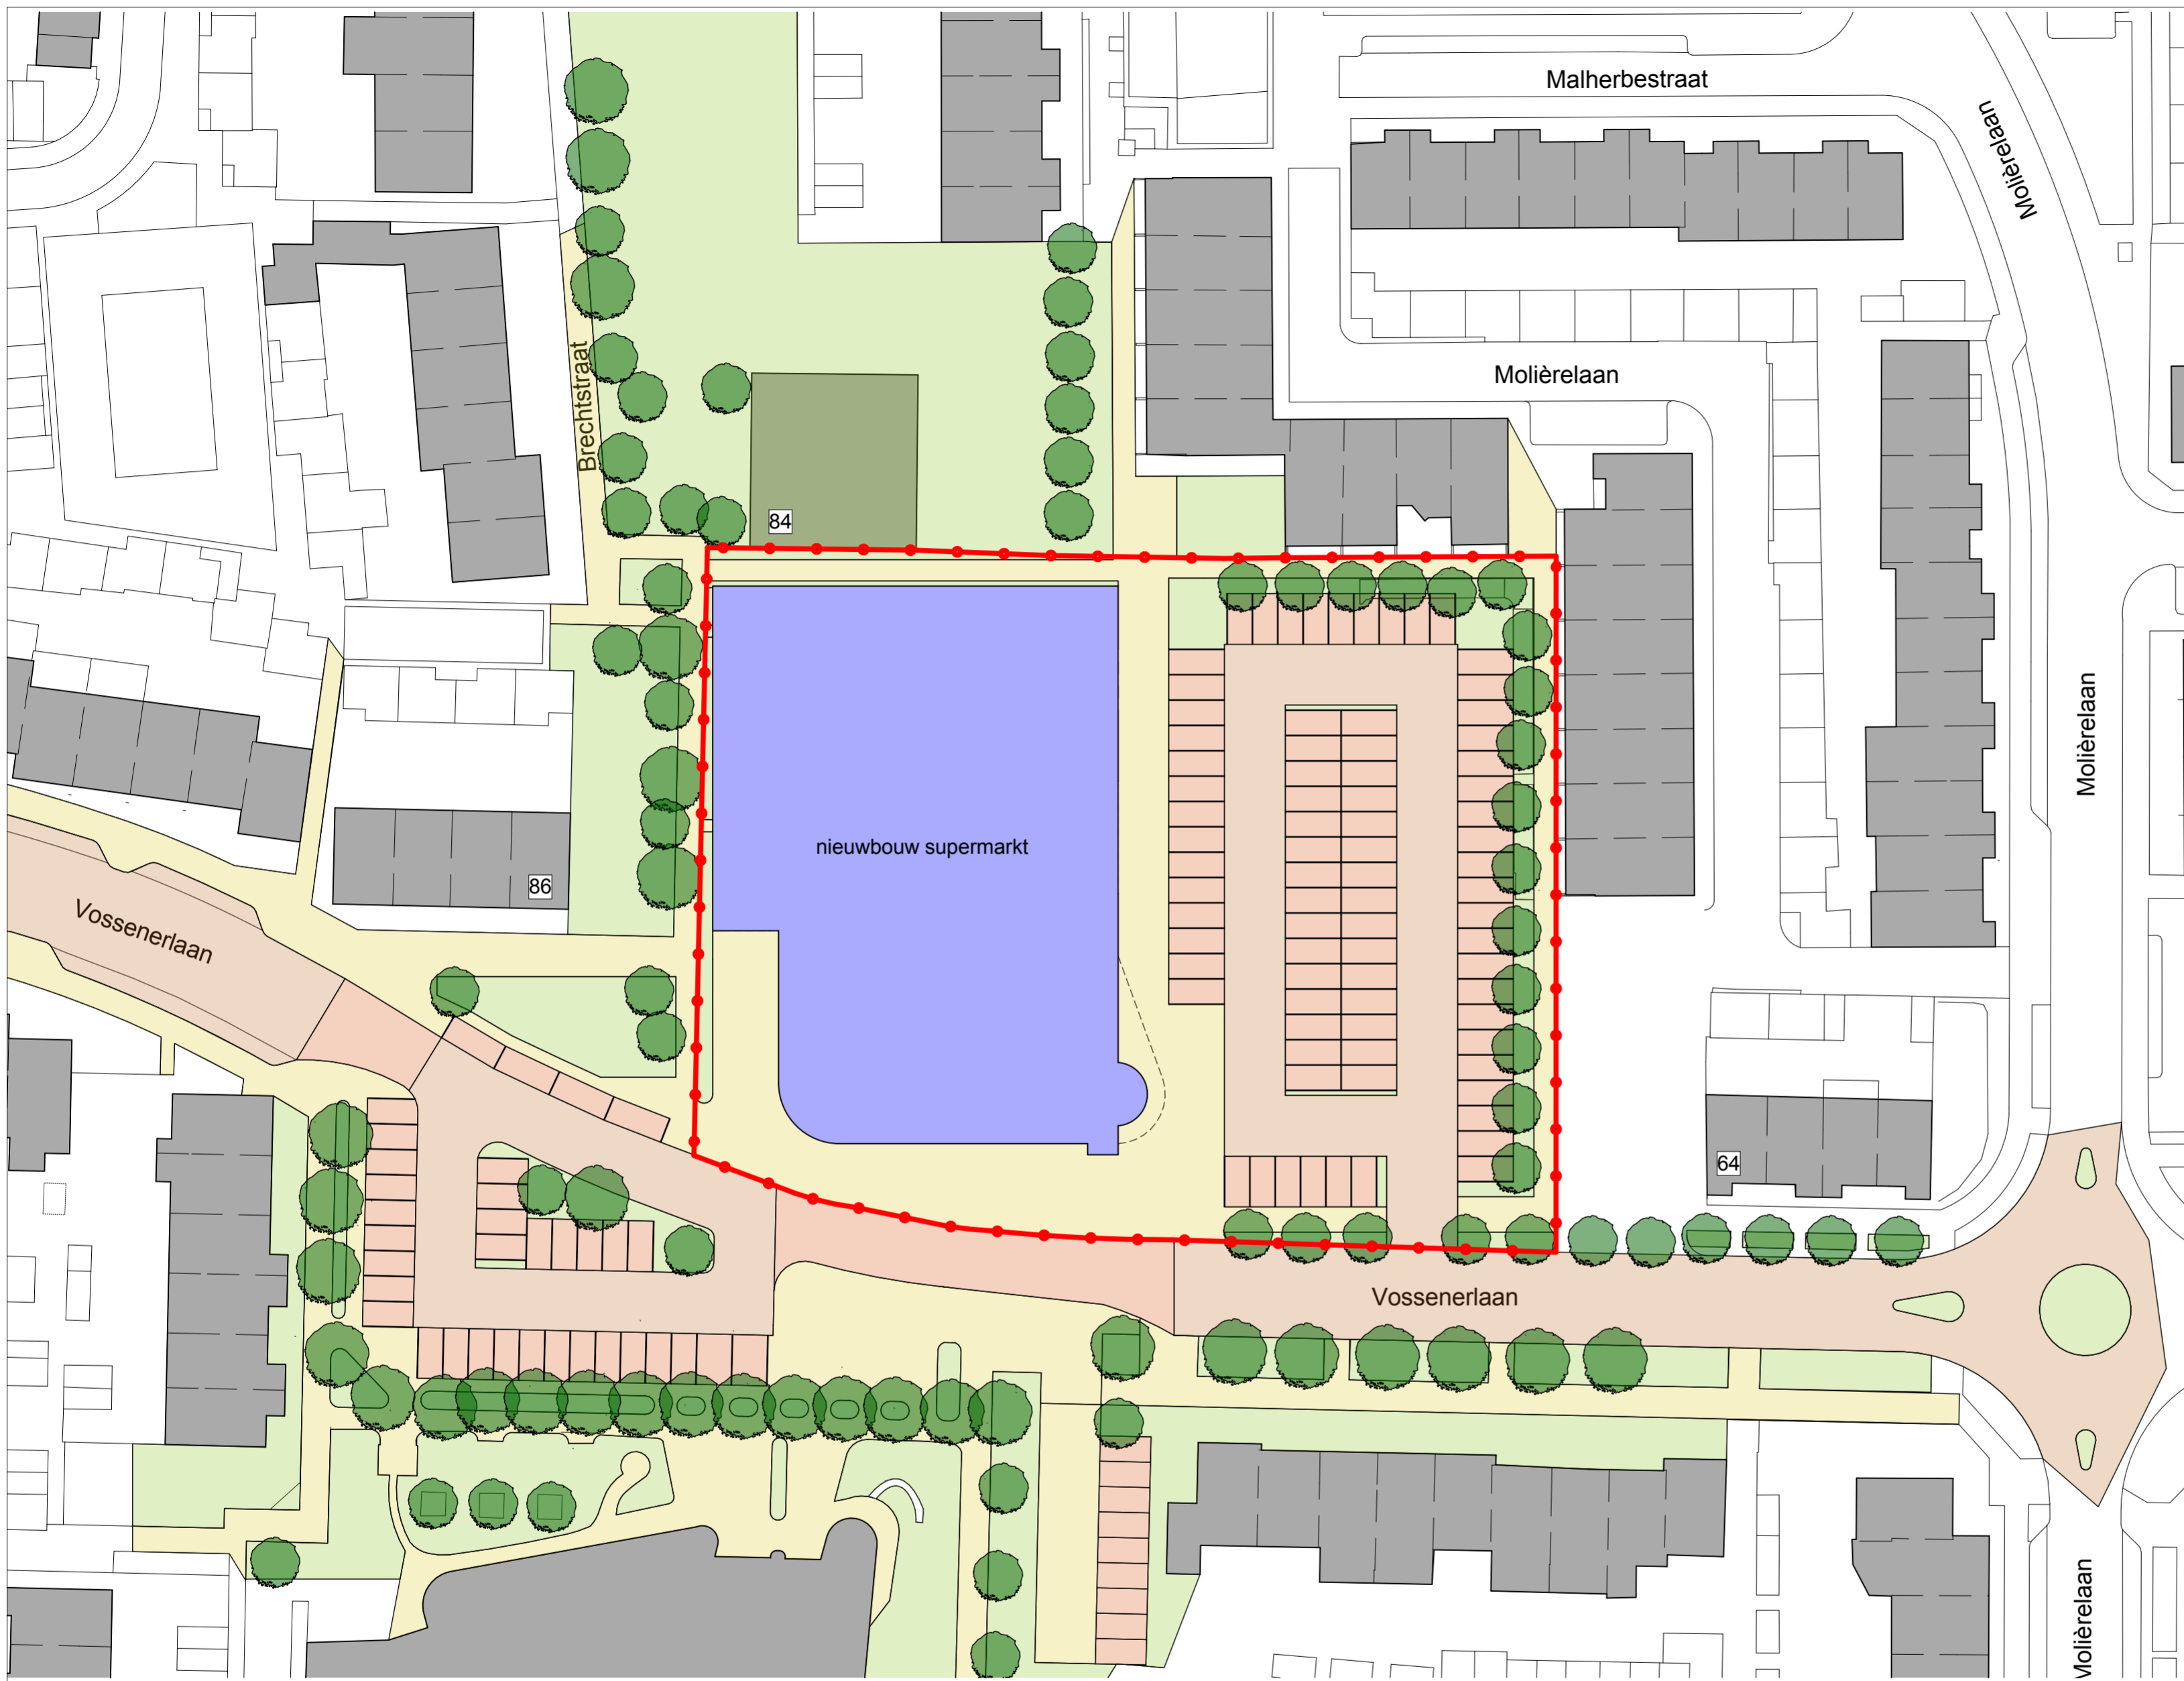 Malherbestraat
Molièrelaan
Brechtstraat
Molièrelaan
84
Molièrelaan
nieuwbouw supermarkt
86
Vossenerlaan
64
Vossenerlaan
Molièrelaan